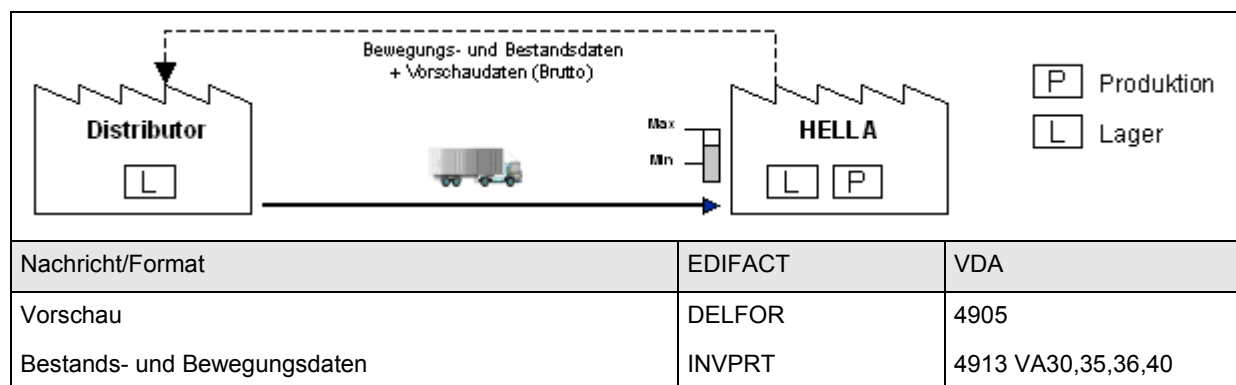 Bewegungs- und Bestandsdaten
+ Vorschaudaten (Brutto)
Distributor
L
Max
Min
HELLA
L P
P Produktion
L Lager
Nachricht/Format EDIFACT VDA
Vorschau DELFOR 4905
Bestands- und Bewegungsdaten INVPRT 4913 VA30,35,36,40